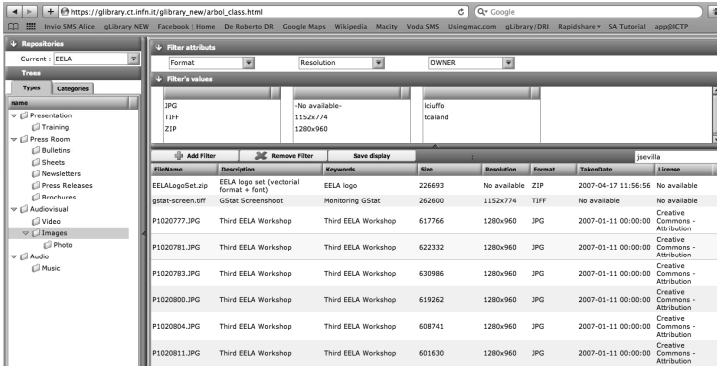 https://glibrary.ct.infn.it/glibrary_new/arbol_class.html
Google
Invio SMS Alice gLibrary NEW Facebook | Home De Roberto DR Google Maps Wikipedia Macity Voda SMS Usingmac.com gLibrary/DRI Rapidshare SA Tutorial app@ICTP
Repositories
Current : EELA
Trees
Types Categories
name
Presentation
Training
Press Room
Bulletins
Sheets
Newsletters
Press Releases
Brochures
Audiovisual
Video
Images
Photo
Audio
Music
Filter attributs
Format Resolution OWNER
Filter's values
JPG -No available- lciuffo
TIFF 1152x774 tcaland
ZIP 1280x960
Add Filter Remove Filter Save display : jsevilla
FileName Description Keywords Size Resolution Format TakenDate License
EELALogoSet.zip EELA logo set (vectorial format + font) EELA logo 226693 No available ZIP 2007-04-17 11:56:56 No available
gstat-screen.tiff GStat Screenshoot Monitoring GStat 262600 1152x774 TIFF No available No available
P1020777.JPG Third EELA Workshop Third EELA Workshop 617766 1280x960 JPG 2007-01-11 00:00:00 Creative Commons - Attribution
P1020781.JPG Third EELA Workshop Third EELA Workshop 622332 1280x960 JPG 2007-01-11 00:00:00 Creative Commons - Attribution
P1020783.JPG Third EELA Workshop Third EELA Workshop 630986 1280x960 JPG 2007-01-11 00:00:00 Creative Commons - Attribution
P1020800.JPG Third EELA Workshop Third EELA Workshop 619262 1280x960 JPG 2007-01-11 00:00:00 Creative Commons - Attribution
P1020804.JPG Third EELA Workshop Third EELA Workshop 608741 1280x960 JPG 2007-01-11 00:00:00 Creative Commons - Attribution
P1020811.JPG Third EELA Workshop Third EELA Workshop 601630 1280x960 JPG 2007-01-11 00:00:00 Creative Commons - Attribution